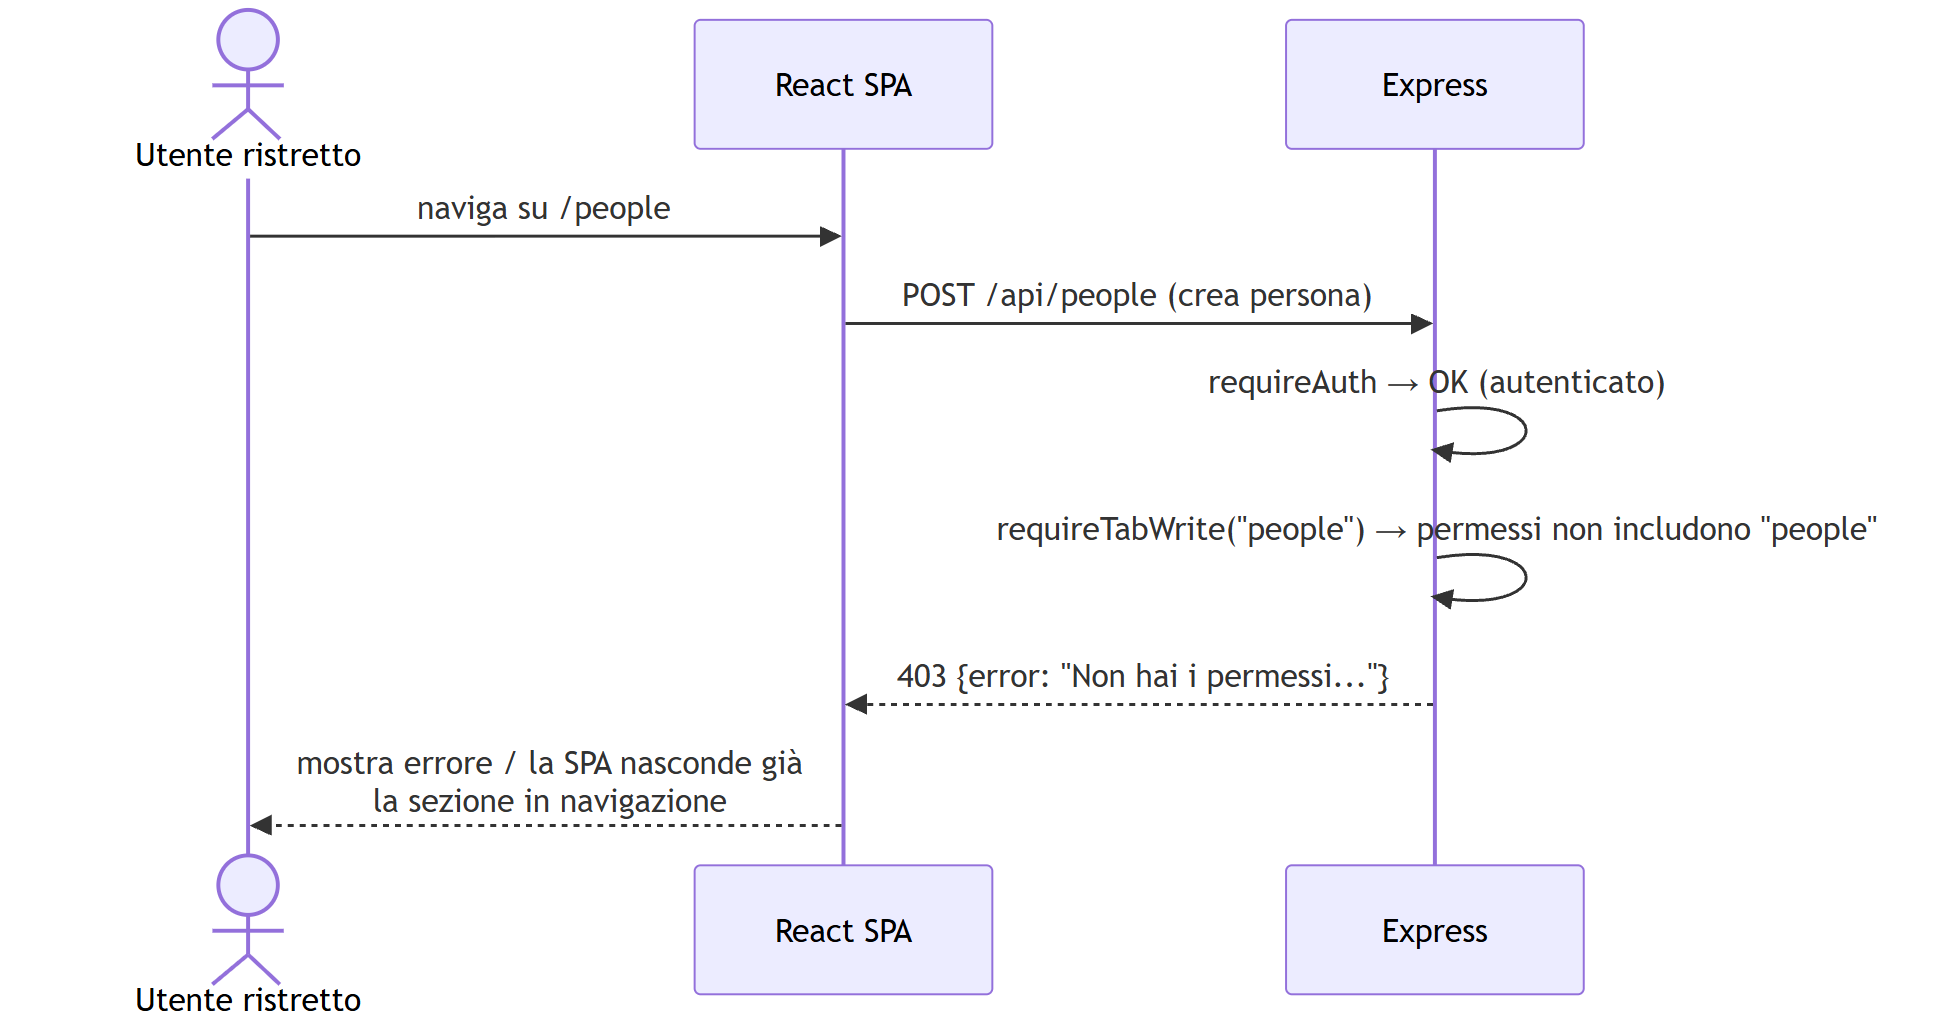 Utente ristretto
React SPA
Express
naviga su /people
POST /api/people (crea persona)
requireAuth → OK (autenticato)
requireTabWrite("people") → permessi non includono "people"
403 {error: "Non hai i permessi..."}
mostra errore / la SPA nasconde già
la sezione in navigazione
Utente ristretto
React SPA
Express